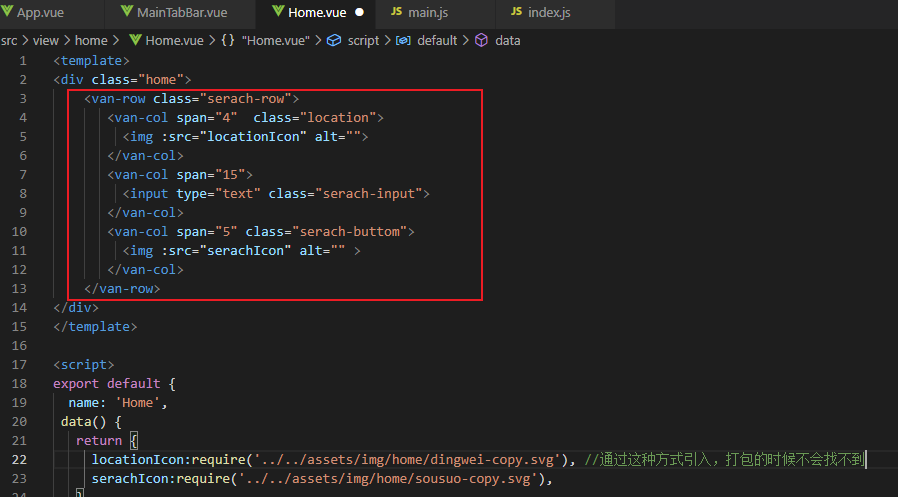 App.vue MainTabBar.vue Home.vue JS main.js JS index.js
src > view > home > Home.vue > {} "Home.vue" > script > default > data
1 <template>
2 <div class="home">
3 <van-row class="serach-row">
4 <van-col span="4" class="location">
5 <img :src="locationIcon" alt="">
6 </van-col>
7 <van-col span="15">
8 <input type="text" class="serach-input">
9 </van-col>
10 <van-col span="5" class="serach-buttom">
11 <img :src="serachIcon" alt="" >
12 </van-col>
13 </van-row>
14 </div>
15 </template>
16
17 <script>
18 export default {
19 name: 'Home',
20 data() {
21 return {
22 locationIcon:require('../../assets/img/home/dingwei-copy.svg'), //通过这种方式引入，打包的时候不会找不到
23 serachIcon:require('../../assets/img/home/sousuo-copy.svg'),
24 }